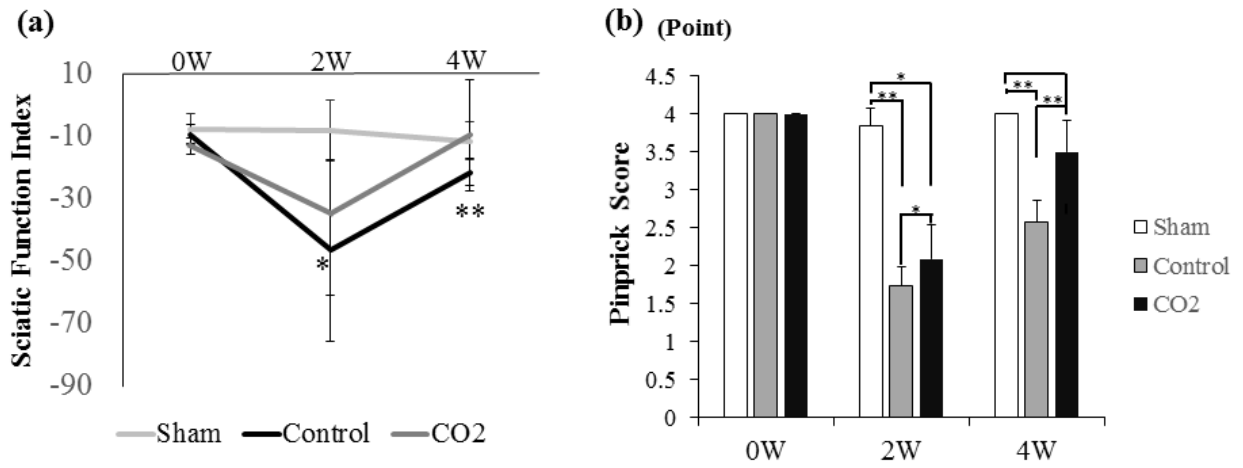 (a)
0W 2W 4W
10
-10
-30
-50
-70
-90
Sciatic Function Index
*
**
Sham Control CO2
(b) (Point)
4.5
4
3.5
3
2.5
2
1.5
1
0.5
0
Pinprick Score
*
**
*
**
**
0W 2W 4W
Sham
Control
CO2